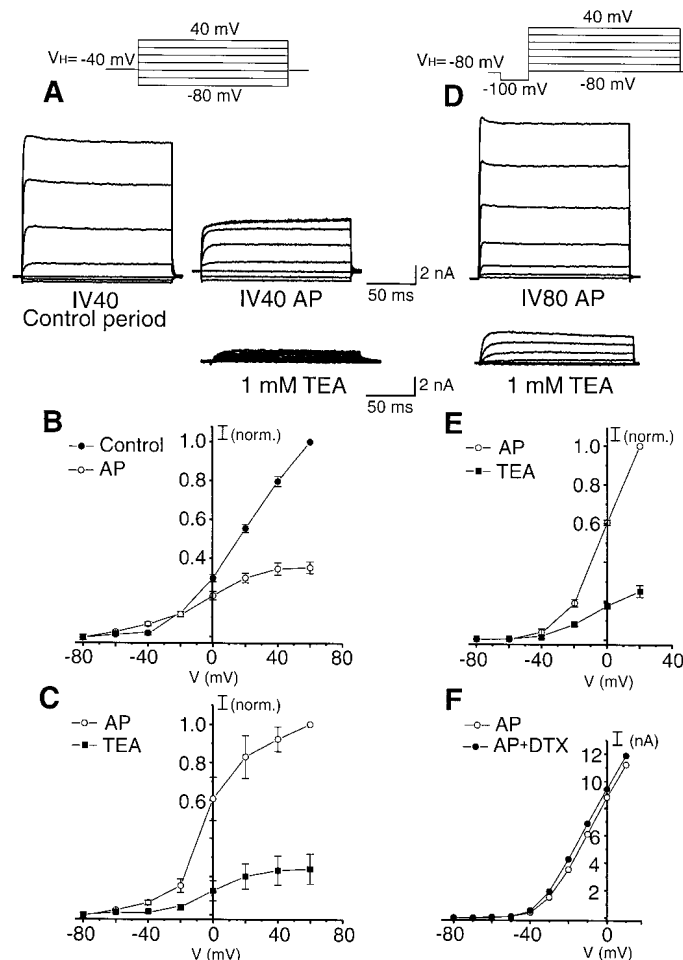 40 mV
VH= -40 mV
-80 mV
A
40 mV
VH= -80 mV
-100 mV
-80 mV
D
IV40
Control period
IV40 AP
2 nA
50 ms
IV80 AP
1 mM TEA
2 nA
50 ms
1 mM TEA
B
Control
AP
I (norm.)
1.0
0.8
0.6
0.4
-80 -40 0 40 80
V (mV)
E
AP
TEA
I (norm.)
1.0
0.8
0.6
-80 -40 0 40
V (mV)
C
AP
TEA
I (norm.)
1.0
0.8
0.6
-80 -40 0 40 80
V (mV)
F
AP
AP+DTX
I (nA)
12
10
8
6
4
2
-80 -40 0
V (mV)